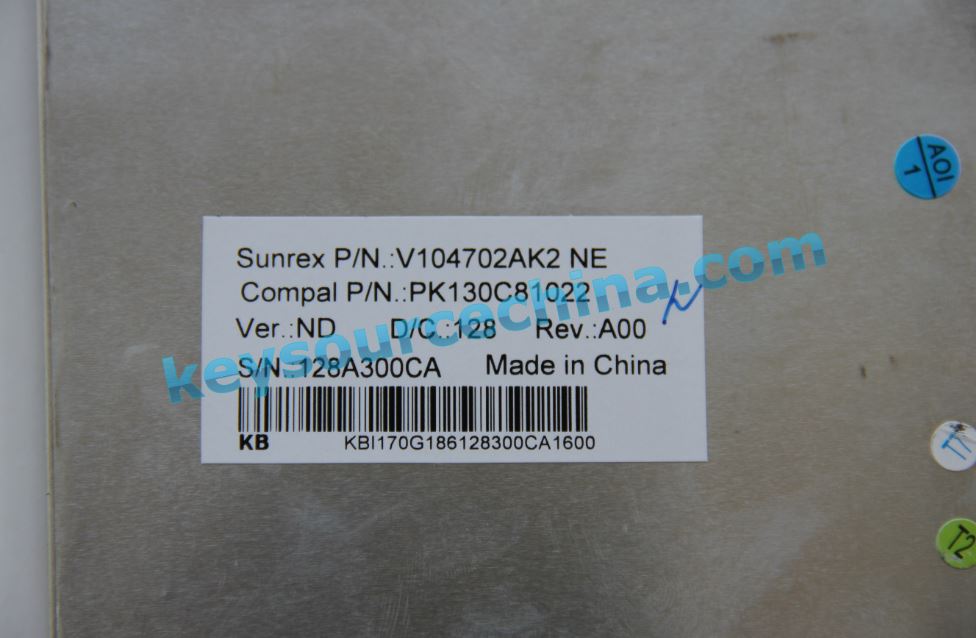 AOI
1
Sunrex P/N.:V104702AK2 NE
Compal P/N.:PK130C81022
Ver.:ND D/C.:128 Rev.:A00
S/N.:128A300CA Made in China
KB KBI170G186128300CA1600
keysourcechina.com
T2